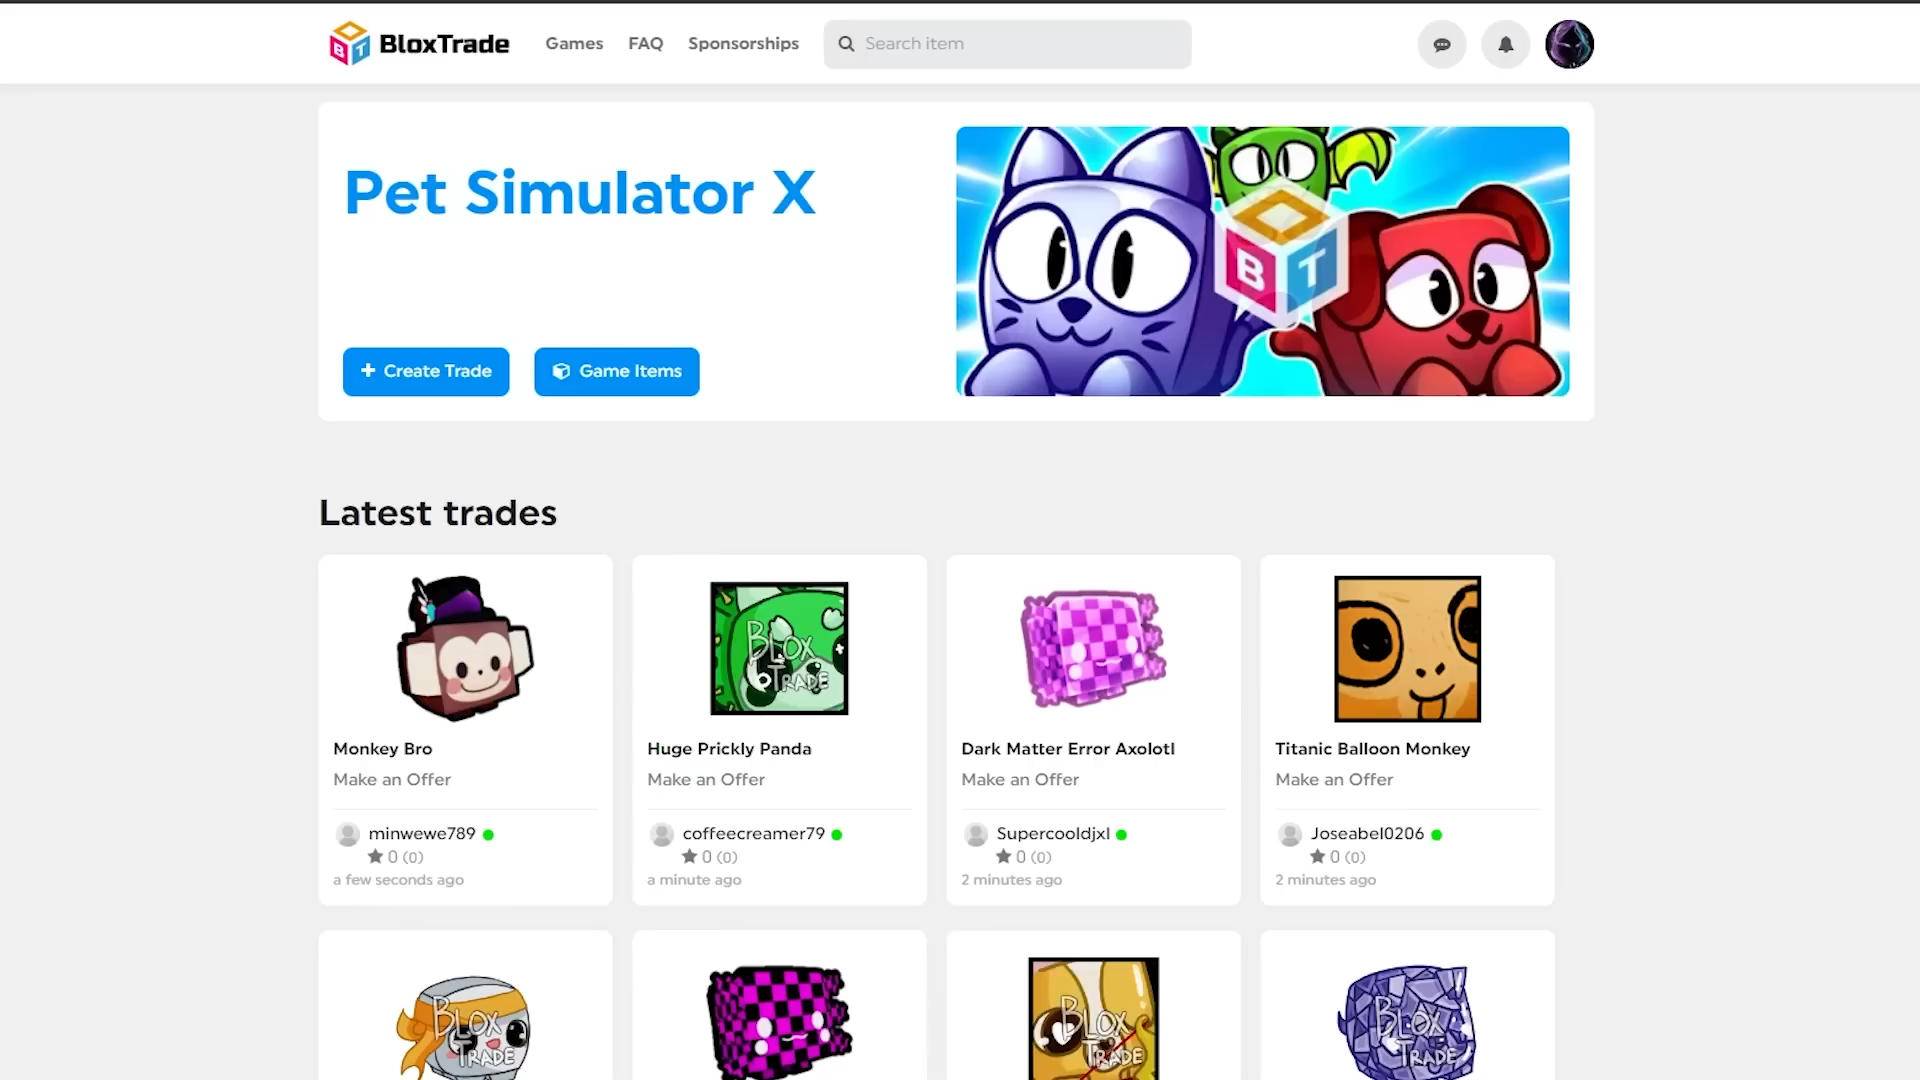 BT BloxTrade Games FAQ Sponsorships Search item
Pet Simulator X
B T
Create Trade Game Items
Latest trades
BLOX TRADE
Monkey Bro Huge Prickly Panda Dark Matter Error Axolotl Titanic Balloon Monkey
Make an Offer Make an Offer Make an Offer Make an Offer
minwewe789 coffeecreamer79 Supercooldjxl Joseabel0206
0 (0) 0 (0) 0 (0) 0 (0)
a few seconds ago a minute ago 2 minutes ago 2 minutes ago
BLOX TRADE BLOX TRADE BLOX TRADE